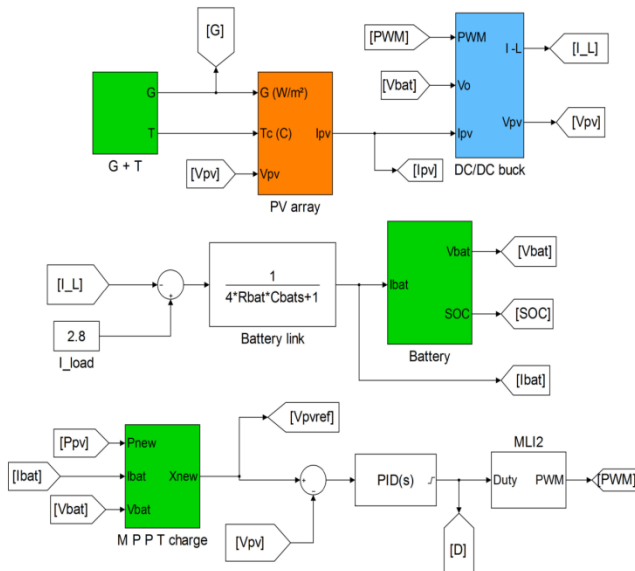 [G]
G
T
G + T
G (W/m²)
Tc (C)
Ipv
Vpv
PV array
[Vpv]
[Ipv]
[PWM]
[Vbat]
PWM
I -L
Vo
Ipv
Vpv
DC/DC buck
[I_L]
[Vpv]
[I_L]
2.8
I_load
-
+
1
4*Rbat*Cbats+1
Battery link
Ibat
Vbat
SOC
Battery
[Vbat]
[SOC]
[Ibat]
[Ppv]
[Ibat]
[Vbat]
Pnew
Ibat
Xnew
Vbat
M P P T charge
[Vpvref]
+
-
[Vpv]
PID(s)
[D]
MLI2
Duty
PWM
[PWM]